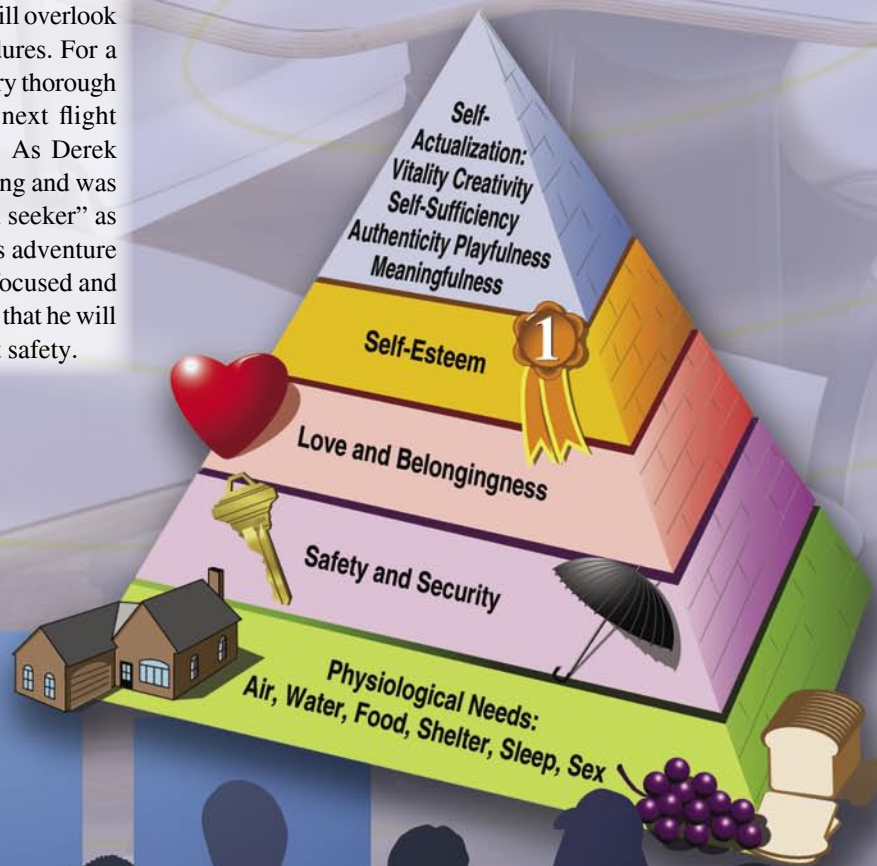 ill overlook
lures. For a
ry thorough
next flight
As Derek
ng and was
seeker” as
s adventure
focused and
that he will
t safety.
Self-
Actualization:
Vitality Creativity
Self-Sufficiency
Authenticity Playfulness
Meaningfulness
1
Self-Esteem
Love and Belongingness
Safety and Security
Physiological Needs:
Air, Water, Food, Shelter, Sleep, Sex